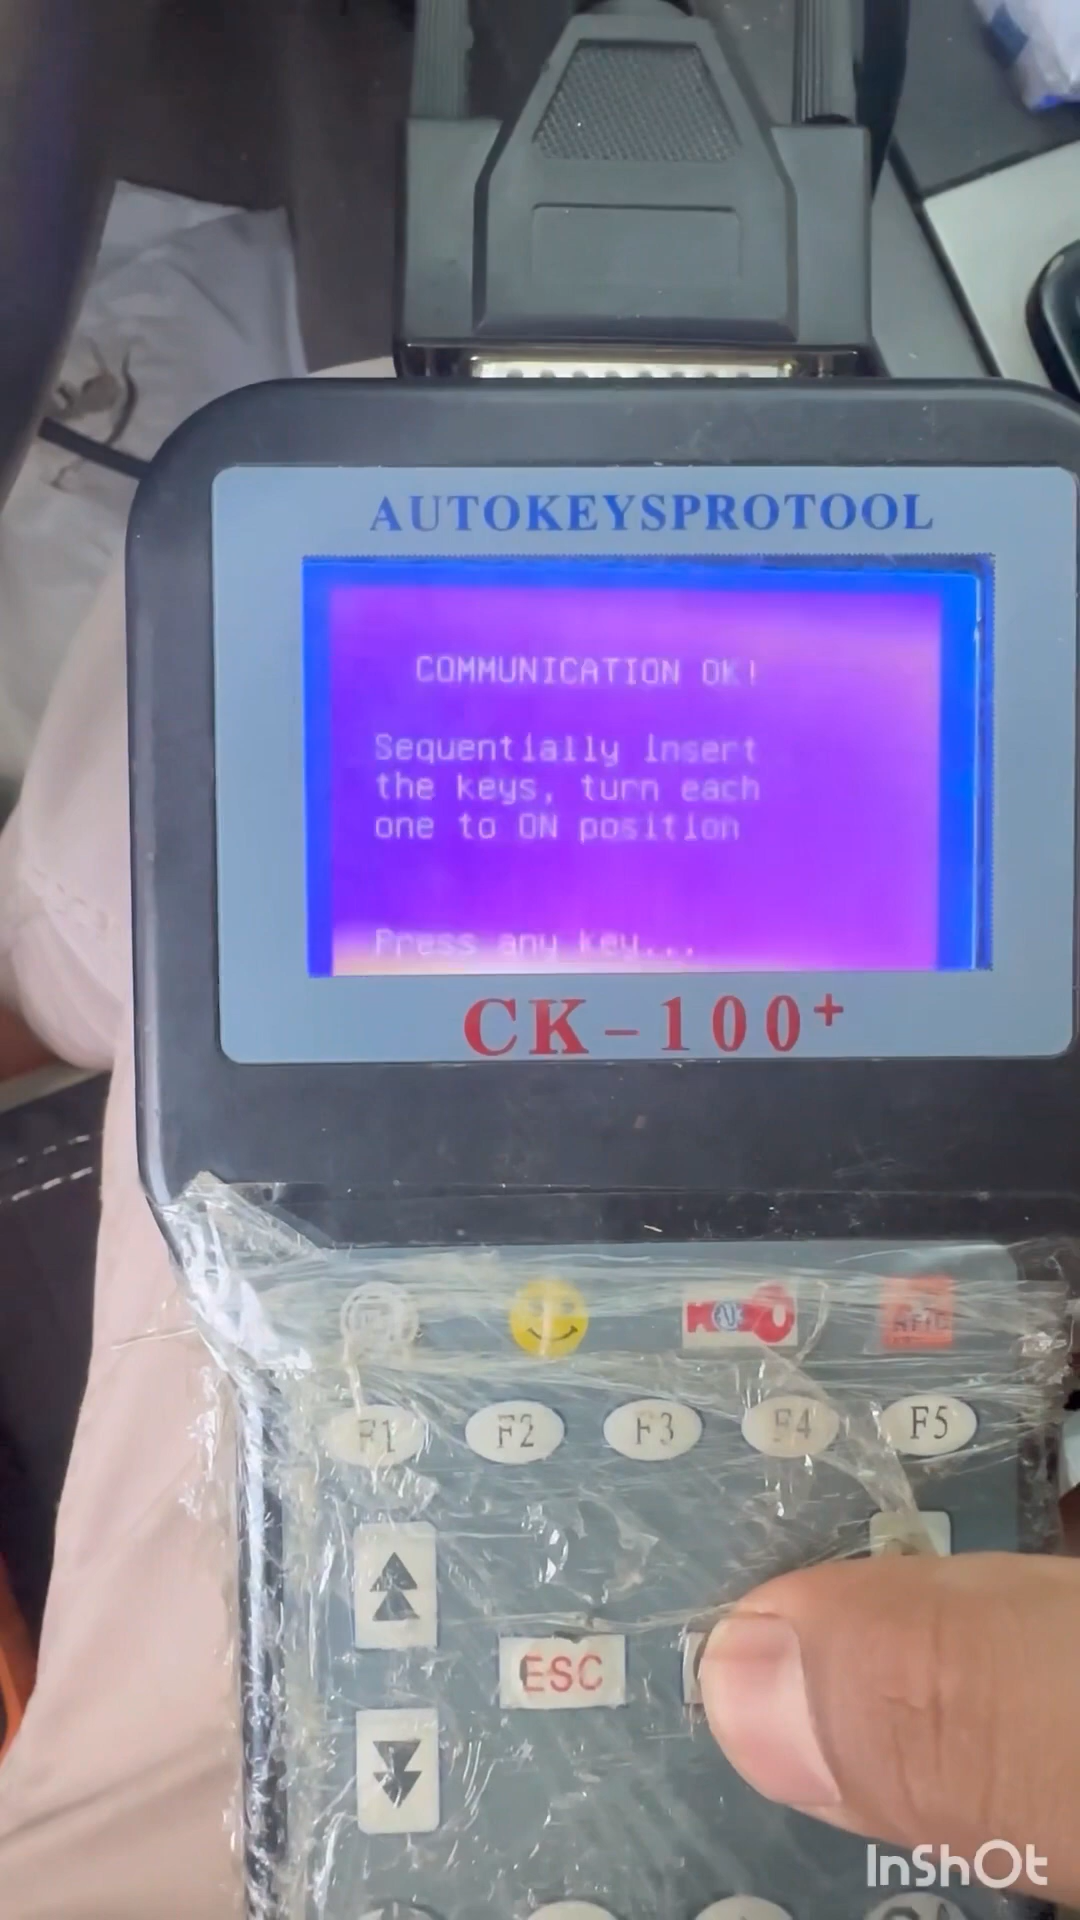 AUTOKEYSPROTOOL
COMMUNICATION OK!
Sequentially insert
the keys, turn each
one to ON position
Press any key...
CK-100+
F1 F2 F3 F4 F5
ESC
InShOt